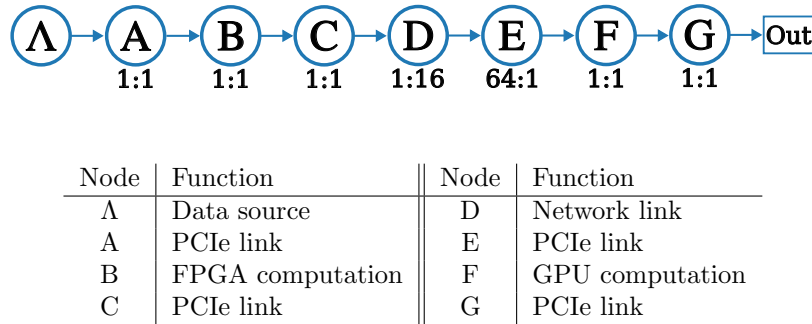 Λ A B C D E F G Out
1:1 1:1 1:1 1:16 64:1 1:1 1:1
Node Function Node Function
Λ Data source D Network link
A PCIe link E PCIe link
B FPGA computation F GPU computation
C PCIe link G PCIe link